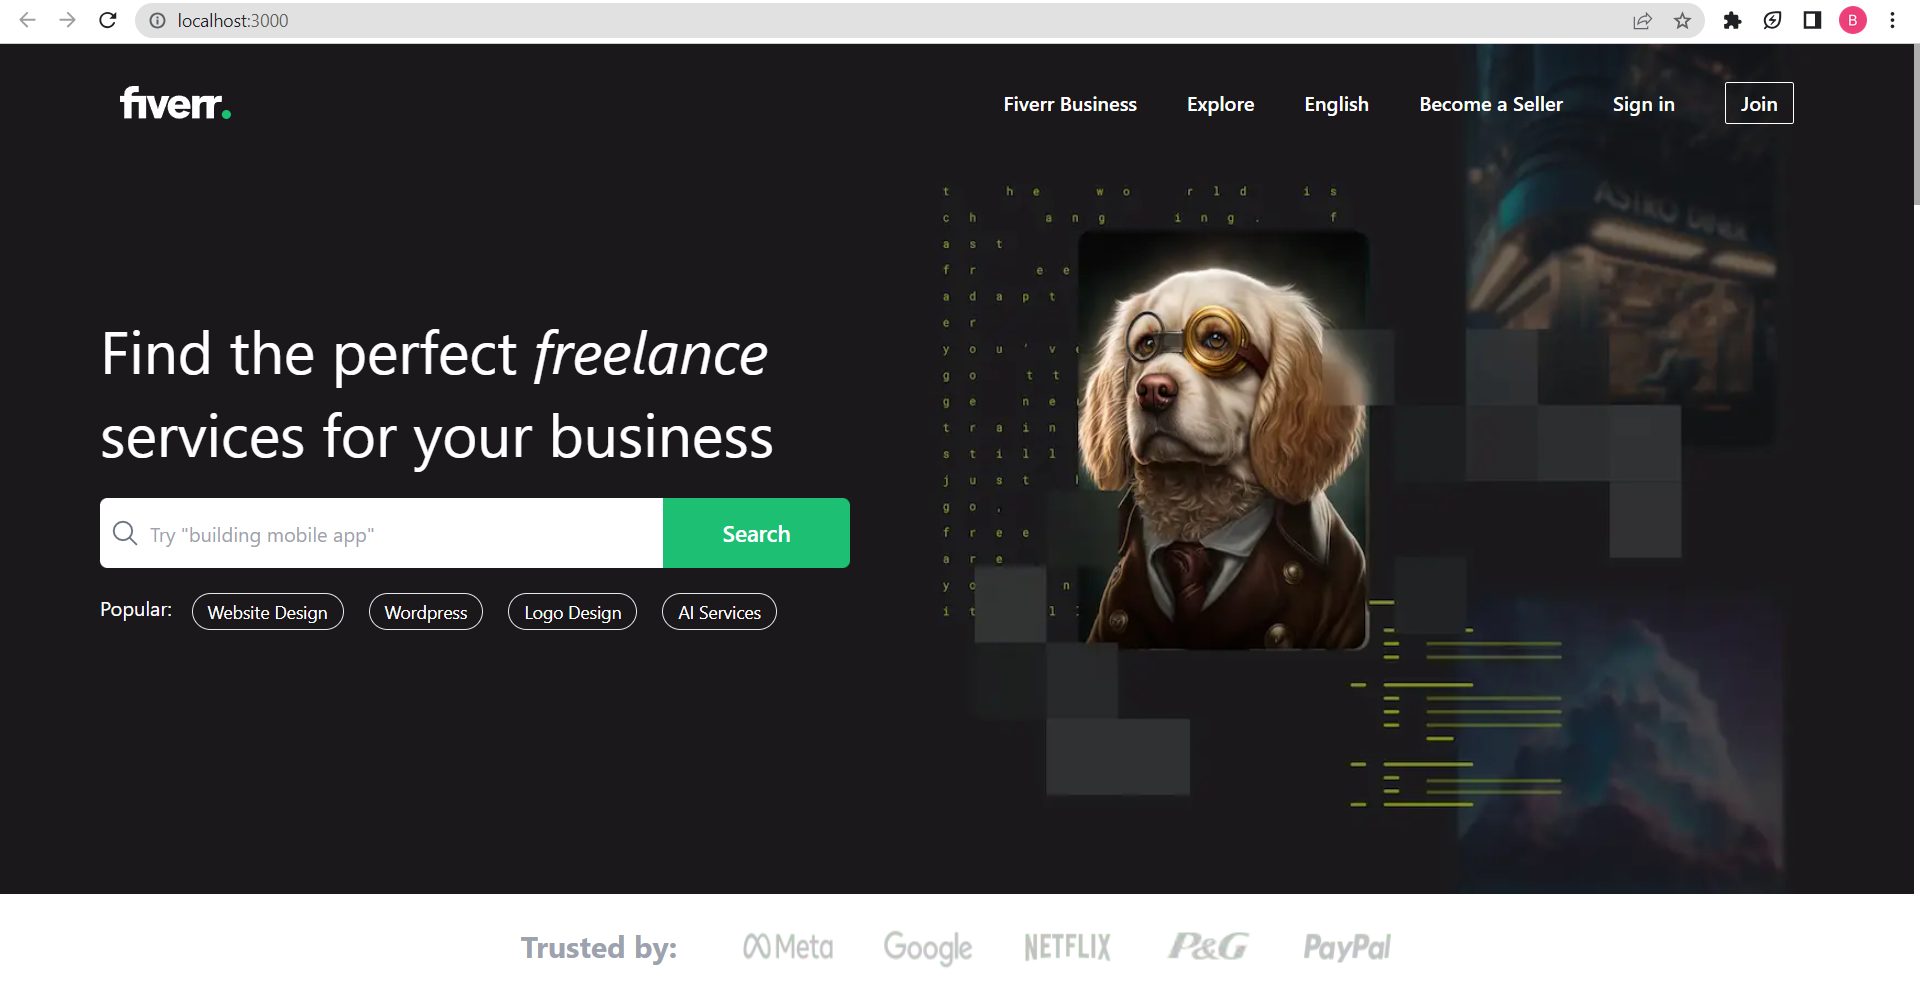 localhost:3000
B
fiverr.
Fiverr Business Explore English Become a Seller Sign in Join
t h e w o r l d i s
c h a n g i n g . f
a s t
f r e e
a d a p t
e r
y o u ' v e
g o t t
g e n e
t r a i n
s t i l l
j u s t
g o ,
f r e e
a r e
y o n
i t l
ASTRO DINER
Find the perfect freelance
services for your business
Try "building mobile app"
Search
Popular: Website Design Wordpress Logo Design AI Services
Trusted by: Meta Google NETFLIX P&G PayPal